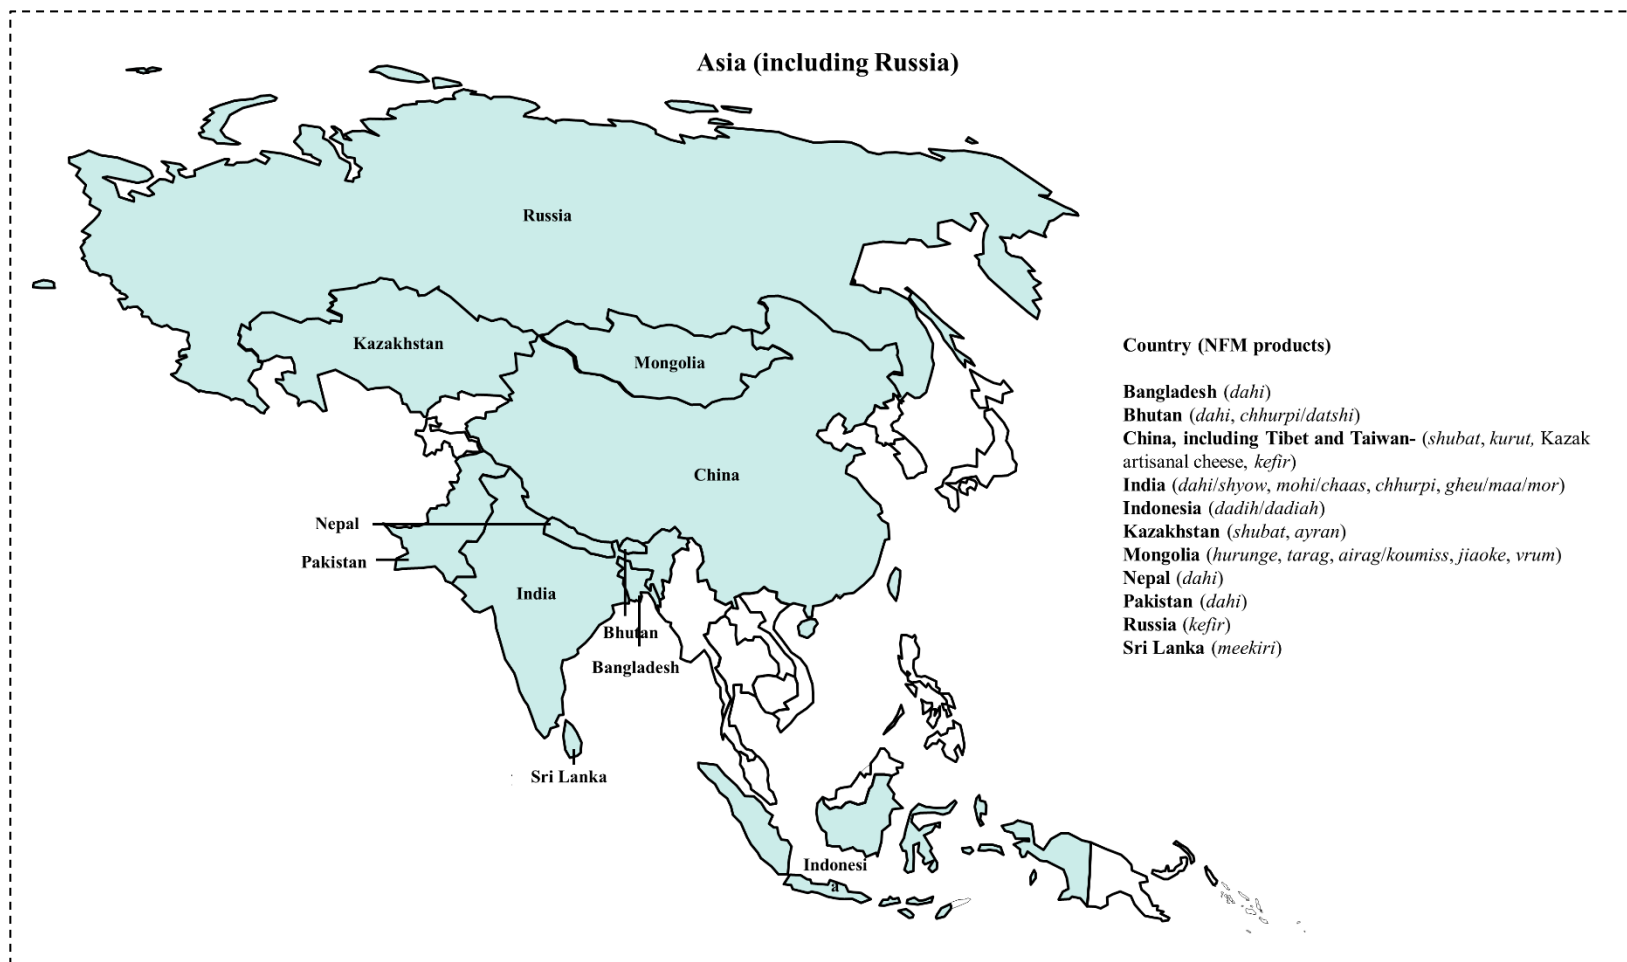 Asia (including Russia)
Russia
Kazakhstan
Mongolia
China
Nepal
Pakistan
India
Bhutan
Bangladesh
Sri Lanka
Indonesi
a
Country (NFM products)
Bangladesh (dahi)
Bhutan (dahi, chhurpi/datshi)
China, including Tibet and Taiwan- (shubat, kurut, Kazak
artisanal cheese, kefir)
India (dahi/shyow, mohi/chaas, chhurpi, gheu/maa/mor)
Indonesia (dadih/dadiah)
Kazakhstan (shubat, ayran)
Mongolia (hurunge, tarag, airag/koumiss, jiaoke, vrum)
Nepal (dahi)
Pakistan (dahi)
Russia (kefir)
Sri Lanka (meekiri)